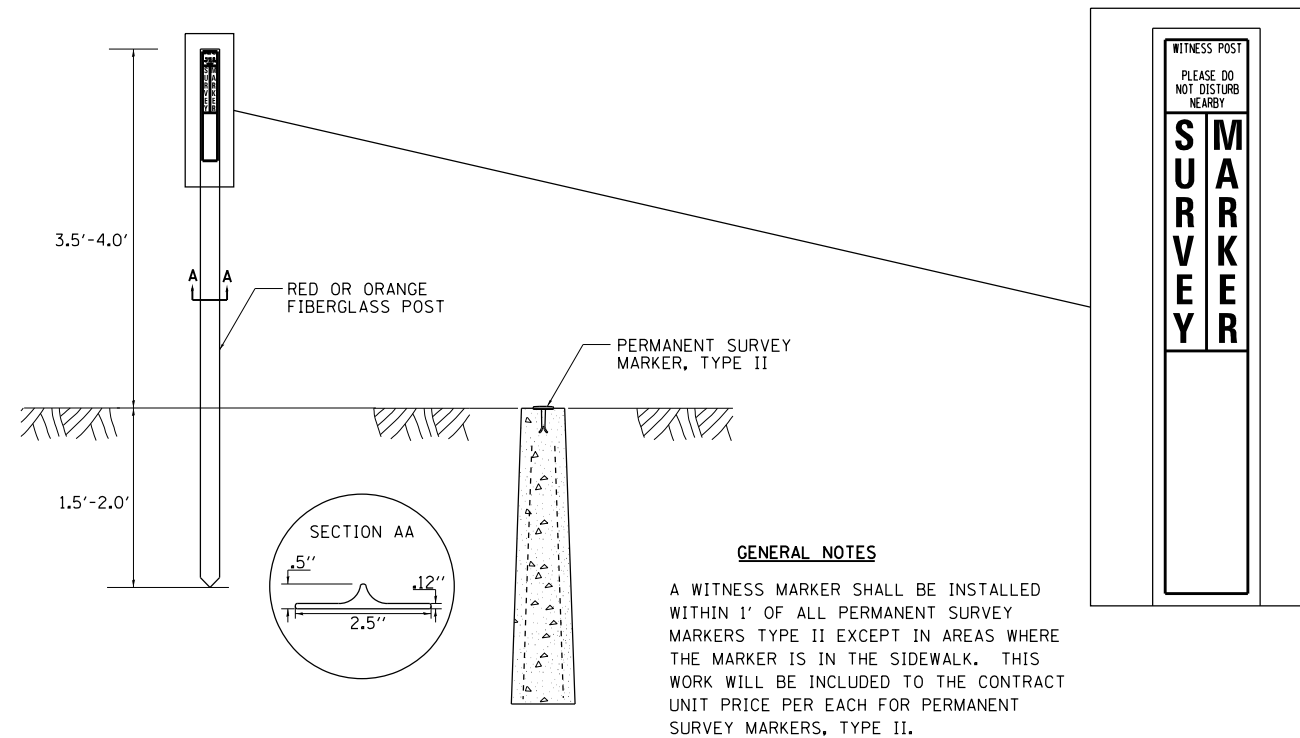 WITNESS POST
PLEASE DO
NOT DISTURB
NEARBY
SURVEY
MARKER
3.5'-4.0'
A A
RED OR ORANGE
FIBERGLASS POST
PERMANENT SURVEY
MARKER, TYPE II
1.5'-2.0'
SECTION AA
.5''
.12''
2.5''
GENERAL NOTES
A WITNESS MARKER SHALL BE INSTALLED
WITHIN 1' OF ALL PERMANENT SURVEY
MARKERS TYPE II EXCEPT IN AREAS WHERE
THE MARKER IS IN THE SIDEWALK. THIS
WORK WILL BE INCLUDED TO THE CONTRACT
UNIT PRICE PER EACH FOR PERMANENT
SURVEY MARKERS, TYPE II.